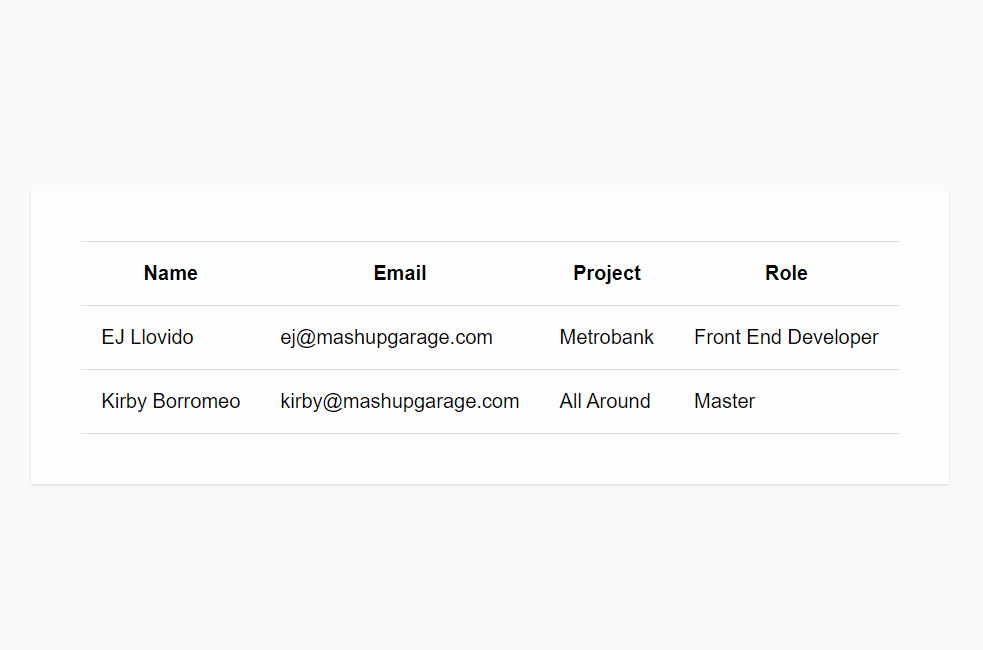 Name Email Project Role
EJ Llovido ej@mashupgarage.com Metrobank Front End Developer
Kirby Borromeo kirby@mashupgarage.com All Around Master